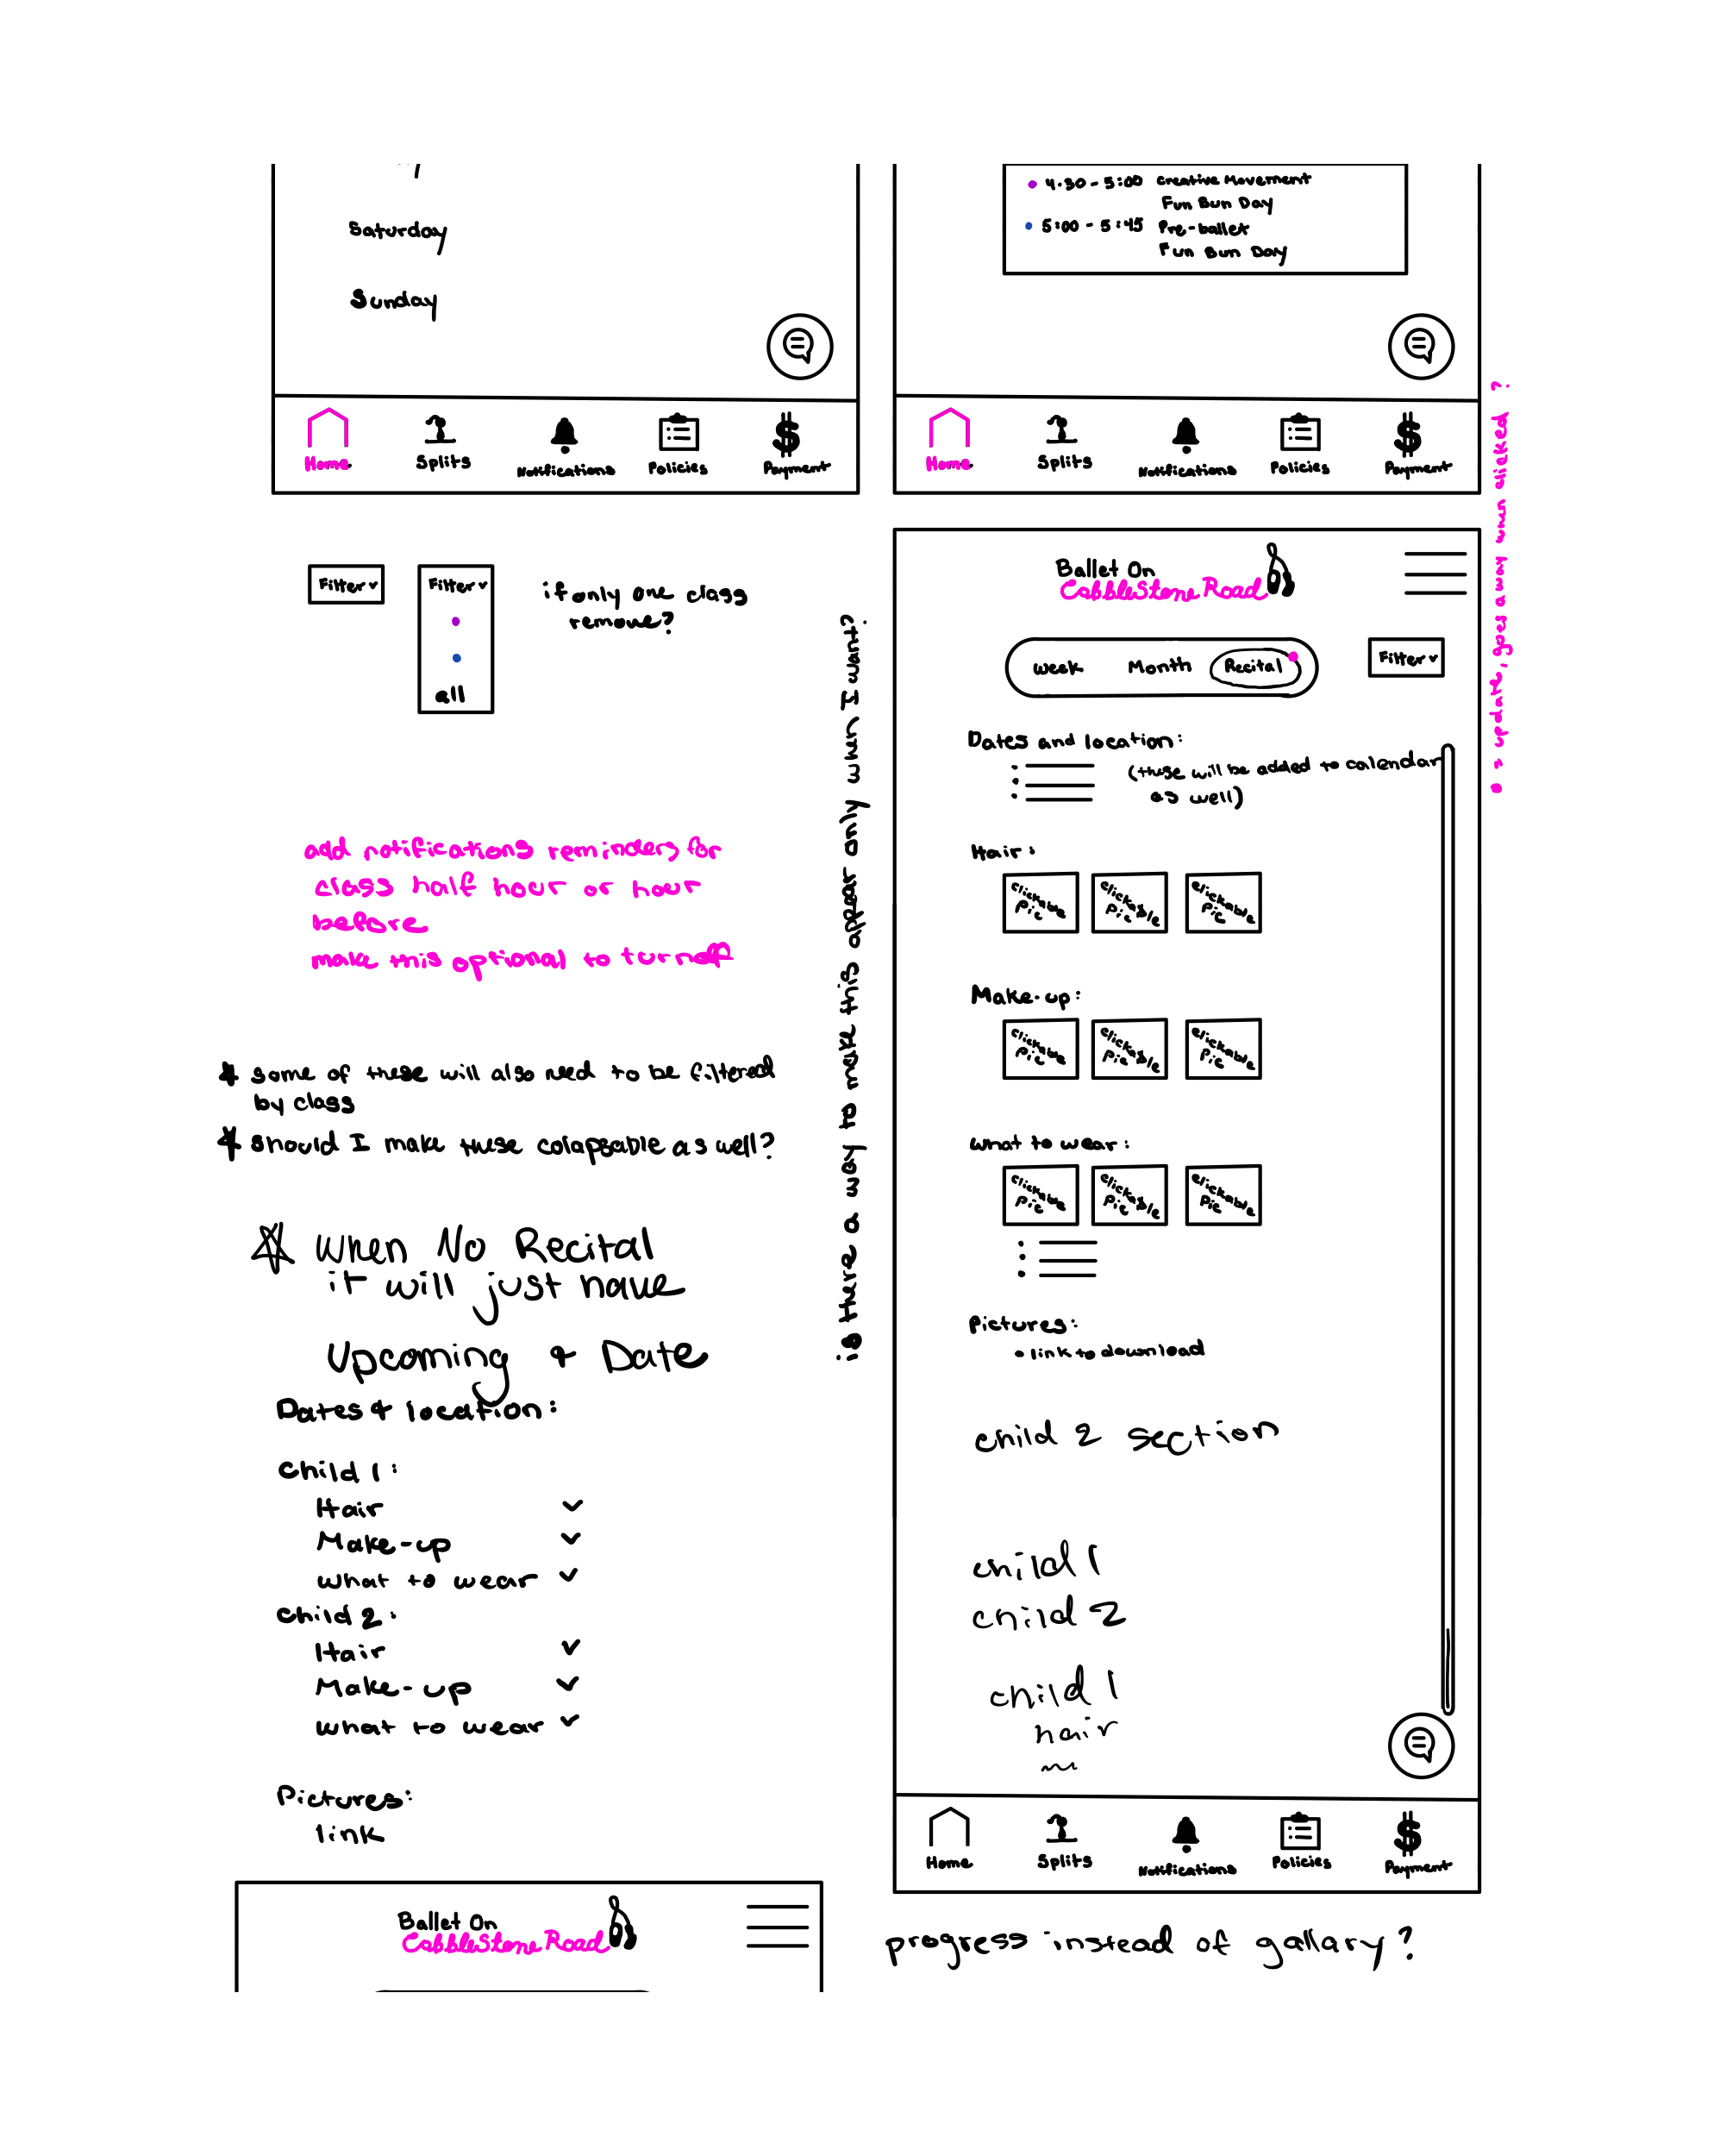 Saturday
Sunday
Home
Splits
Notifications
Policies
Payment
4:30 - 5:00 Creative Movement
Fun Bun Day
5:00 - 5:45 Pre-ballet
Fun Bun Day
Home
Splits
Notifications
Policies
Payment
= update, goes away when clicked ?
Filter
Filter
all
if only one class
remove?
add notifications reminders for
class half hour or hour
before
make this optional to turnoff
some of these will also need to be filtered
by class
should I make these colapsable as well?
When No Recital
it will just have
Upcoming & Date
Dates & location:
Child 1:
Hair
Make-up
what to wear
Child 2:
Hair
Make-up
what to wear
Pictures:
link
is there a way to make this appear only when I want?
Ballet On
CobbleStone Road
week Month Recital
Filter
Dates and location:
(these will be added to calendar
as well)
Hair:
clickable
pic
clickable
pic
clickable
pic
Make-up:
clickable
pic
clickable
pic
clickable
pic
what to wear:
clickable
pic
clickable
pic
clickable
pic
Pictures:
• link to download
child 2 section
child 1
child 2
child 1
hair
Home
Splits
Notifications
Policies
Payment
Ballet On
CobbleStone Road
progress instead of gallary?